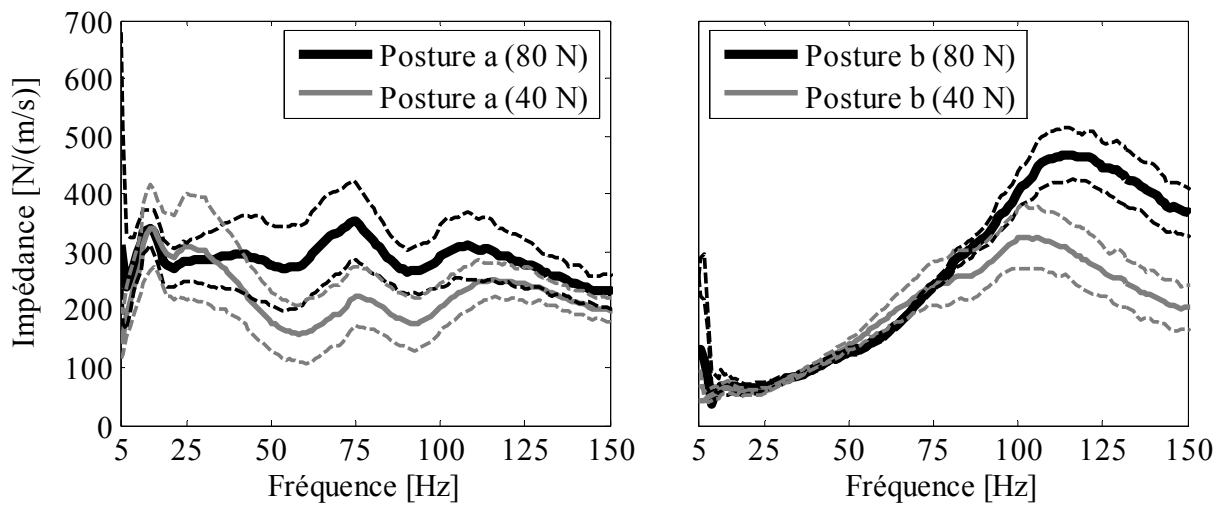 700
600
500
400
300
200
100
0
Impédance [N/(m/s)]
Posture a (80 N)
Posture a (40 N)
5 25 50 75 100 125 150
Fréquence [Hz]
Posture b (80 N)
Posture b (40 N)
5 25 50 75 100 125 150
Fréquence [Hz]